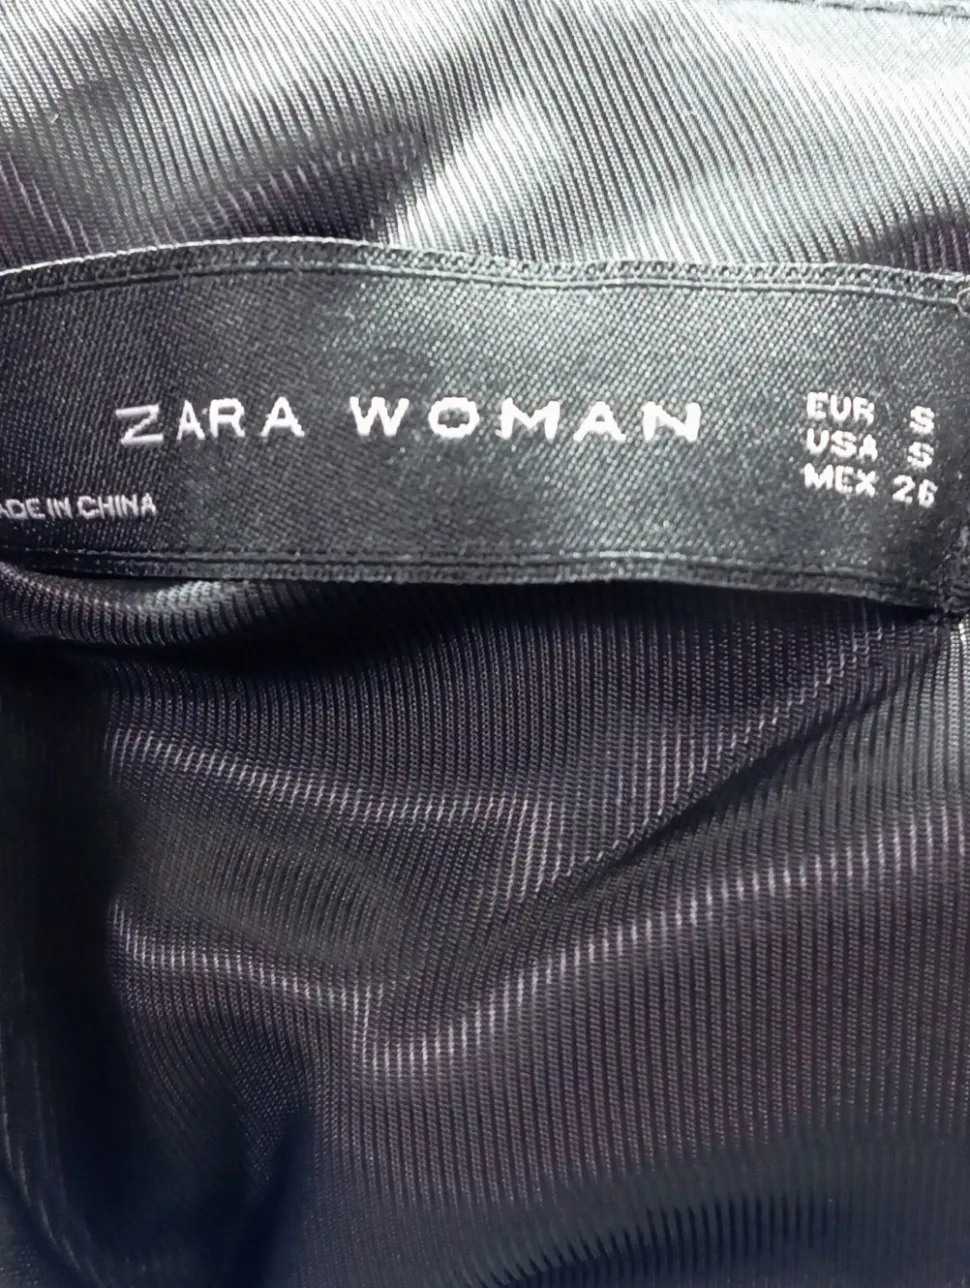 ZARA WOMAN
EUR S
USA S
MEX 26
ADE IN CHINA